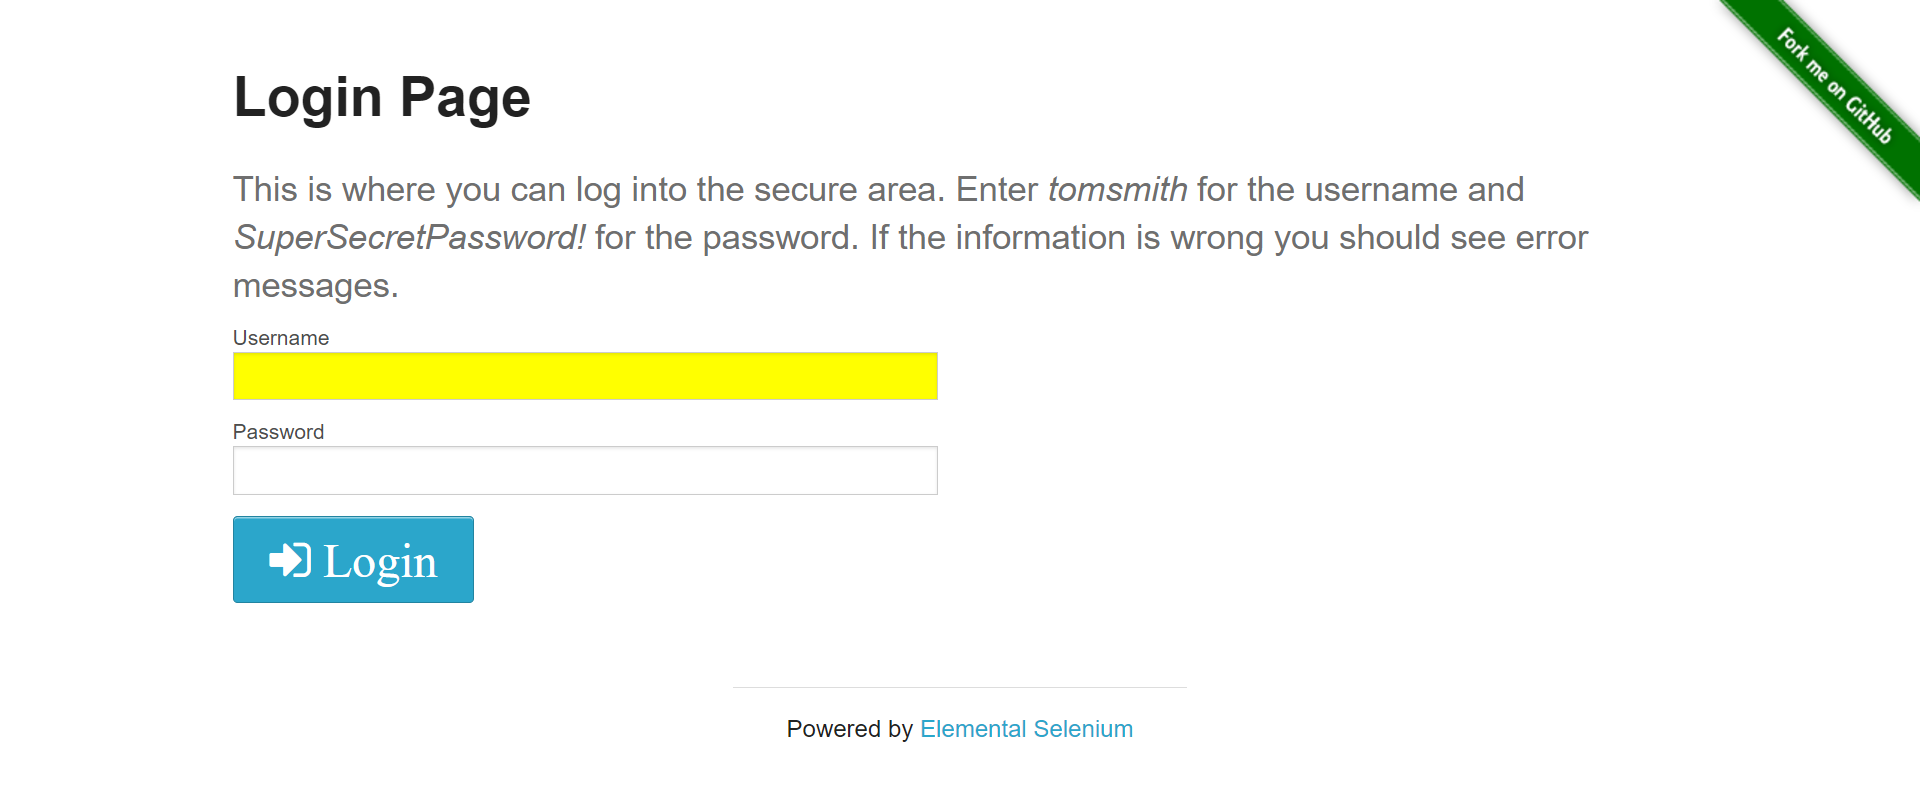 Fork me on GitHub
Login Page
This is where you can log into the secure area. Enter tomsmith for the username and
SuperSecretPassword! for the password. If the information is wrong you should see error
messages.
Username
Password
Login
Powered by Elemental Selenium